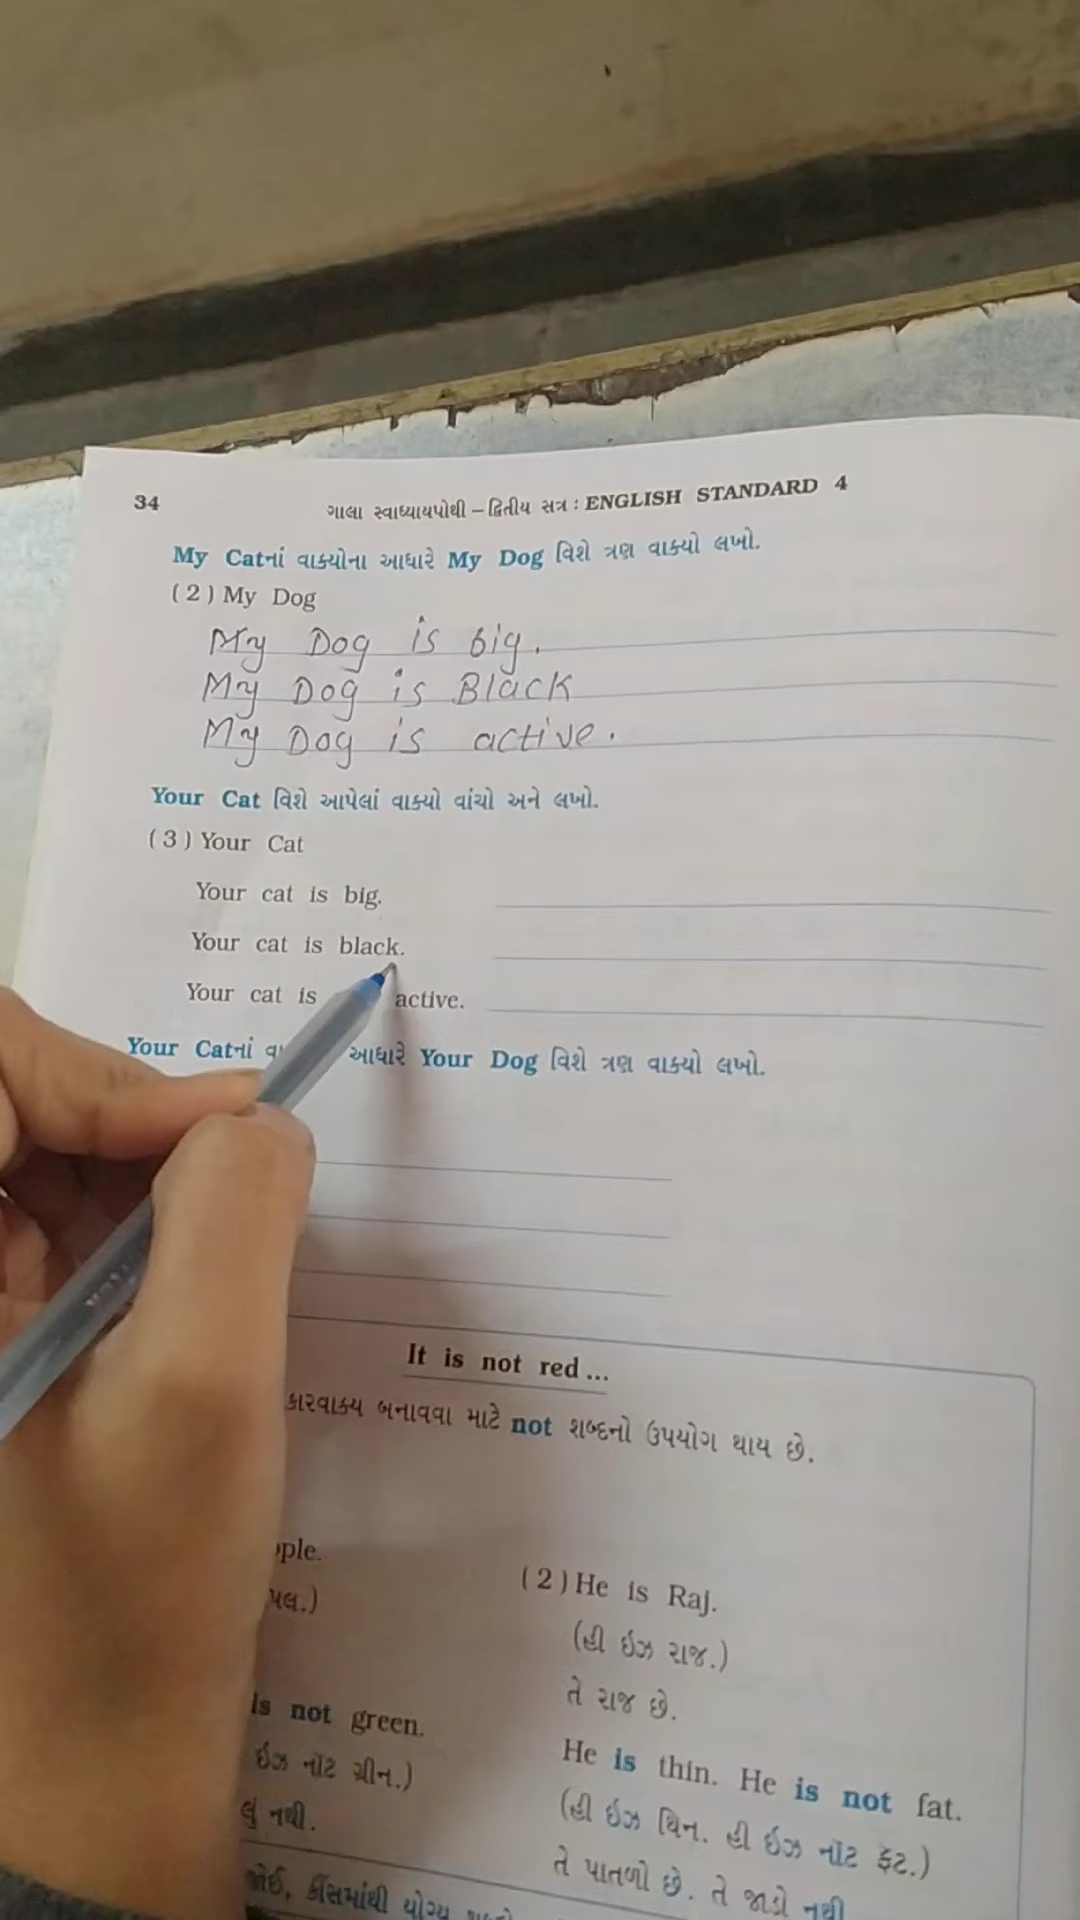 34
ગાલા સ્વાધ્યાયપોથી – દ્વિતીય સત્ર : ENGLISH STANDARD 4
My Catનાં વાક્યોના આધારે My Dog વિશે ત્રણ વાક્યો લખો.
( 2 ) My Dog
My Dog is big.
My Dog is Black
My Dog is active.
Your Cat વિશે આપેલાં વાક્યો વાંચો અને લખો.
( 3 ) Your Cat
Your cat is big.
Your cat is black.
Your cat is active.
Your Catનાં આધારે Your Dog વિશે ત્રણ વાક્યો લખો.
It is not red ...
બનાવવા માટે not શબ્દનો ઉપયોગ થાય છે.
( 2 ) He is Raj.
(હી ઇઝ રાજ.)
તે રાજ છે.
is not green.
ઇઝ નૉટ ગ્રીન.)
નથી.
He is thin. He is not fat.
(હી ઇઝ થિન. હી ઇઝ નૉટ ફૅટ.)
તે પાતળો છે. તે જાડો નથી
જોઈ, કૌંસમાંથી યોગ્ય